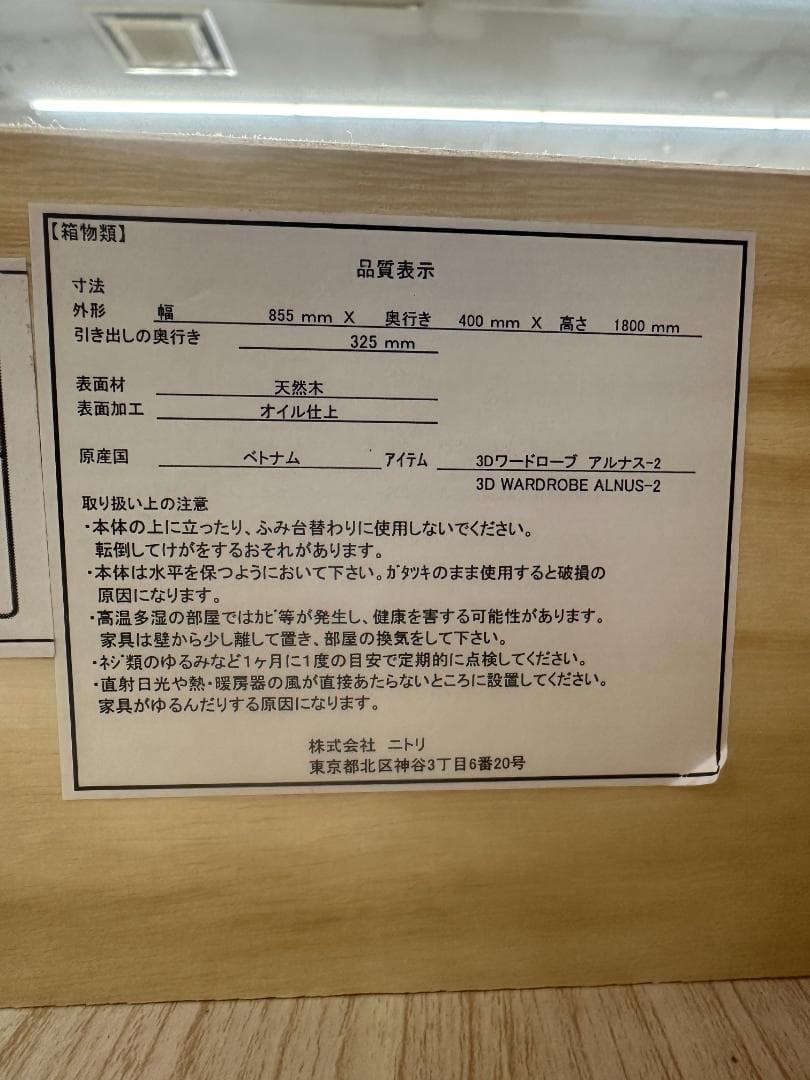 【箱物類】
品質表示
寸法
外形 幅 855 mm X 奥行き 400 mm X 高さ 1800 mm
引き出しの奥行き 325 mm
表面材 天然木
表面加工 オイル仕上
原産国 ベトナム アイテム 3Dワードローブ アルナス-2
3D WARDROBE ALNUS-2
取り扱い上の注意
・本体の上に立ったり、ふみ台替わりに使用しないでください。
転倒してけがをするおそれがあります。
・本体は水平を保つようにおいて下さい。ｶﾞﾀﾂｷのまま使用すると破損の
原因になります。
・高温多湿の部屋ではｶﾋﾞ等が発生し、健康を害する可能性があります。
家具は壁から少し離して置き、部屋の換気をして下さい。
・ﾈｼﾞ類のゆるみなど1ヶ月に1度の目安で定期的に点検してください。
・直射日光や熱・暖房器の風が直接あたらないところに設置してください。
家具がゆるんだりする原因になります。
株式会社 ニトリ
東京都北区神谷3丁目6番20号